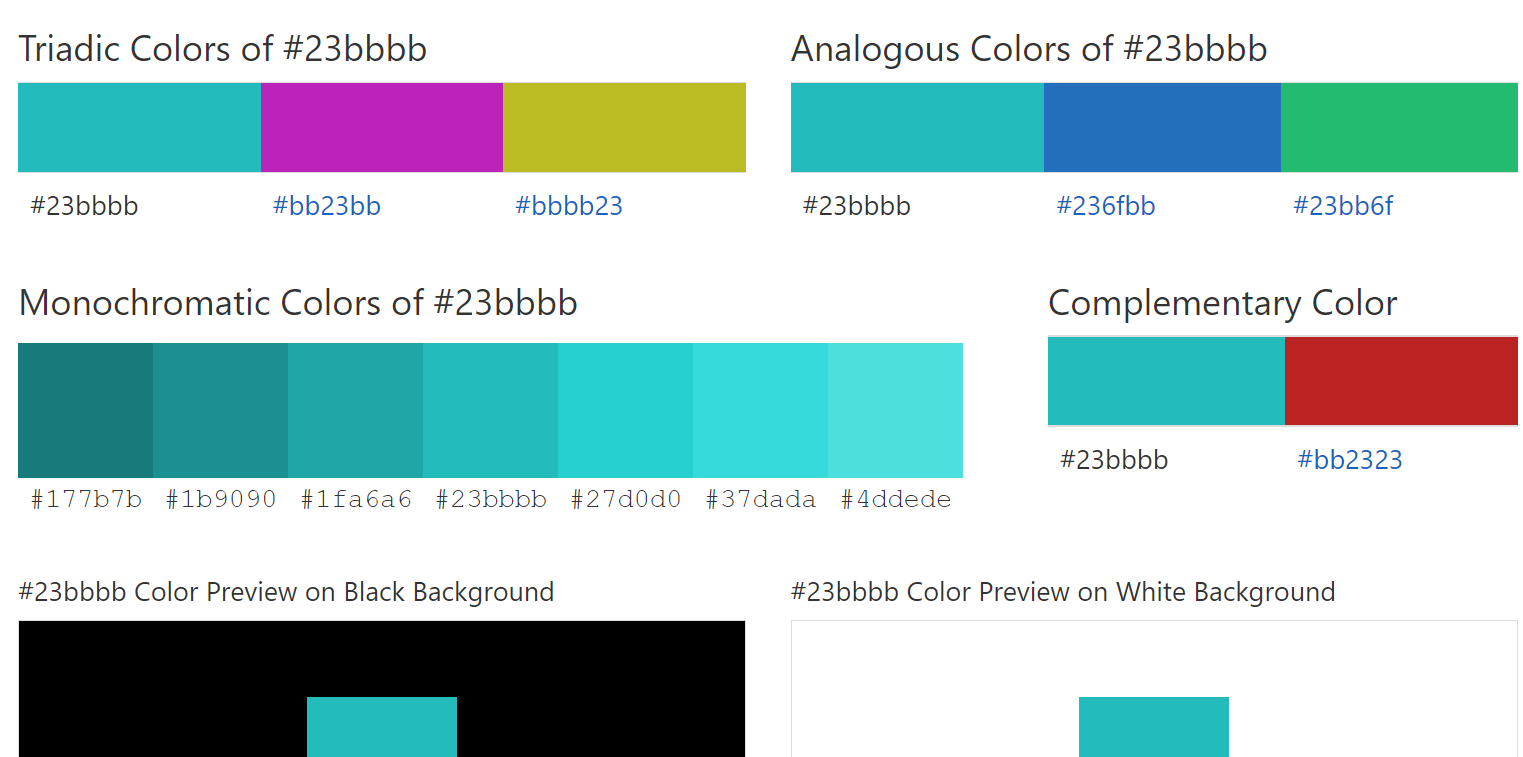 Triadic Colors of #23bbbb
#23bbbb #bb23bb #bbbb23
Analogous Colors of #23bbbb
#23bbbb #236fbb #23bb6f
Monochromatic Colors of #23bbbb
#177b7b #1b9090 #1fa6a6 #23bbbb #27d0d0 #37dada #4ddede
Complementary Color
#23bbbb #bb2323
#23bbbb Color Preview on Black Background
#23bbbb Color Preview on White Background